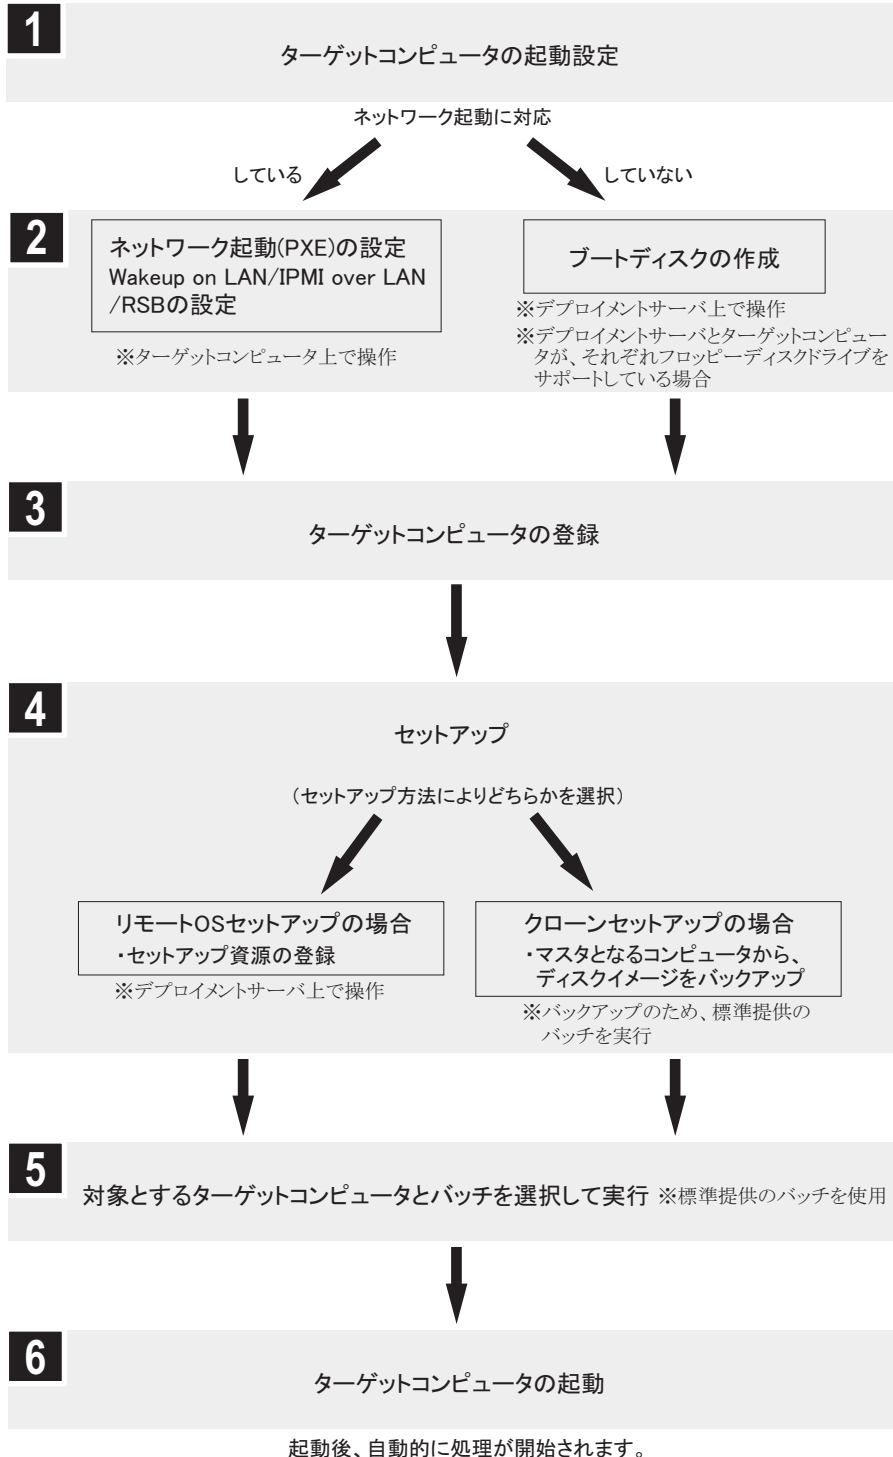 1
ターゲットコンピュータの起動設定
ネットワーク起動に対応
している
していない
2
ネットワーク起動(PXE)の設定
Wakeup on LAN/IPMI over LAN
/RSBの設定
※ターゲットコンピュータ上で操作
ブートディスクの作成
※デプロイメントサーバ上で操作
※デプロイメントサーバとターゲットコンピュー
タが、それぞれフロッピーディスクドライブを
サポートしている場合
3
ターゲットコンピュータの登録
4
セットアップ
(セットアップ方法によりどちらかを選択)
リモートOSセットアップの場合
・セットアップ資源の登録
※デプロイメントサーバ上で操作
クローンセットアップの場合
・マスタとなるコンピュータから、
ディスクイメージをバックアップ
※バックアップのため、標準提供の
バッチを実行
5
対象とするターゲットコンピュータとバッチを選択して実行 ※標準提供のバッチを使用
6
ターゲットコンピュータの起動
起動後、自動的に処理が開始されます。